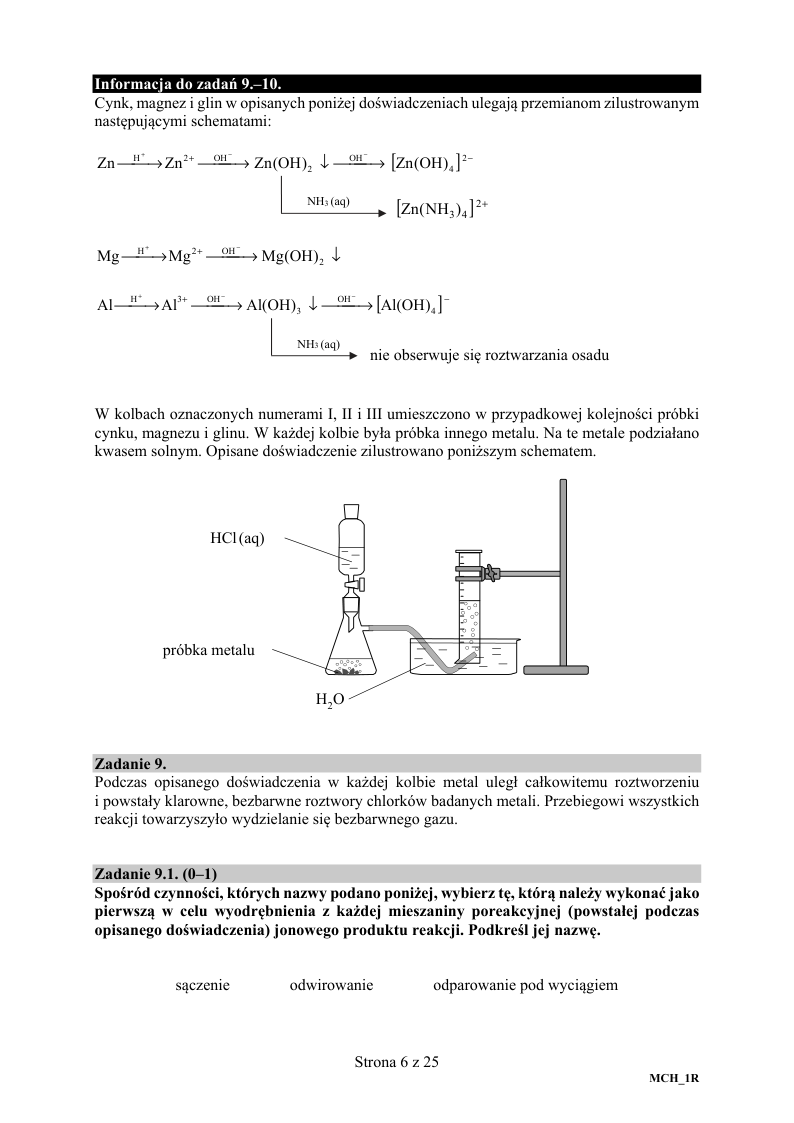 Informacja do zadań 9.–10.
Cynk, magnez i glin w opisanych poniżej doświadczeniach ulegają przemianom zilustrowanym
następującymi schematami:
Zn —H⁺→ Zn²⁺ —OH⁻→ Zn(OH)₂ ↓ —OH⁻→ [Zn(OH)₄]²⁻
NH₃ (aq) → [Zn(NH₃)₄]²⁺
Mg —H⁺→ Mg²⁺ —OH⁻→ Mg(OH)₂ ↓
Al —H⁺→ Al³⁺ —OH⁻→ Al(OH)₃ ↓ —OH⁻→ [Al(OH)₄]⁻
NH₃ (aq) → nie obserwuje się roztwarzania osadu
W kolbach oznaczonych numerami I, II i III umieszczono w przypadkowej kolejności próbki
cynku, magnezu i glinu. W każdej kolbie była próbka innego metalu. Na te metale podziałano
kwasem solnym. Opisane doświadczenie zilustrowano poniższym schematem.
HCl (aq)
próbka metalu
H₂O
Zadanie 9.
Podczas opisanego doświadczenia w każdej kolbie metal uległ całkowitemu roztworzeniu
i powstały klarowne, bezbarwne roztwory chlorków badanych metali. Przebiegowi wszystkich
reakcji towarzyszyło wydzielanie się bezbarwnego gazu.
Zadanie 9.1. (0–1)
Spośród czynności, których nazwy podano poniżej, wybierz tę, którą należy wykonać jako
pierwszą w celu wyodrębnienia z każdej mieszaniny poreakcyjnej (powstałej podczas
opisanego doświadczenia) jonowego produktu reakcji. Podkreśl jej nazwę.
sączenie odwirowanie odparowanie pod wyciągiem
Strona 6 z 25
MCH_1R